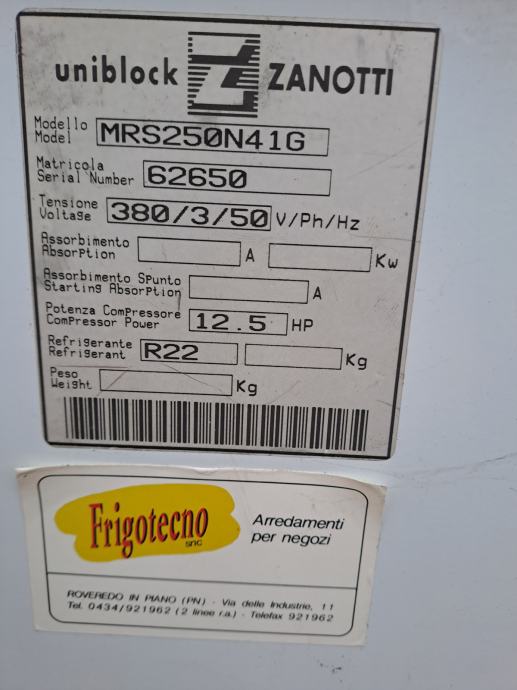 uniblock Z ZANOTTI
Modello
Model MRS250N41G
Matricola
Serial Number 62650
Tensione
Voltage 380/3/50 V/Ph/Hz
Assorbimento
Absorption A Kw
Assorbimento Spunto
Starting Absorption A
Potenza Compressore
Compressor Power 12.5 HP
Refrigerante
Refrigerant R22 Kg
Peso
Weight Kg
Frigotecno
snc
Arredamenti
per negozi
ROVEREDO IN PIANO (PN) - Via delle Industrie, 11
Tel. 0434/921962 (2 linee r.a.) - Telefax 921962